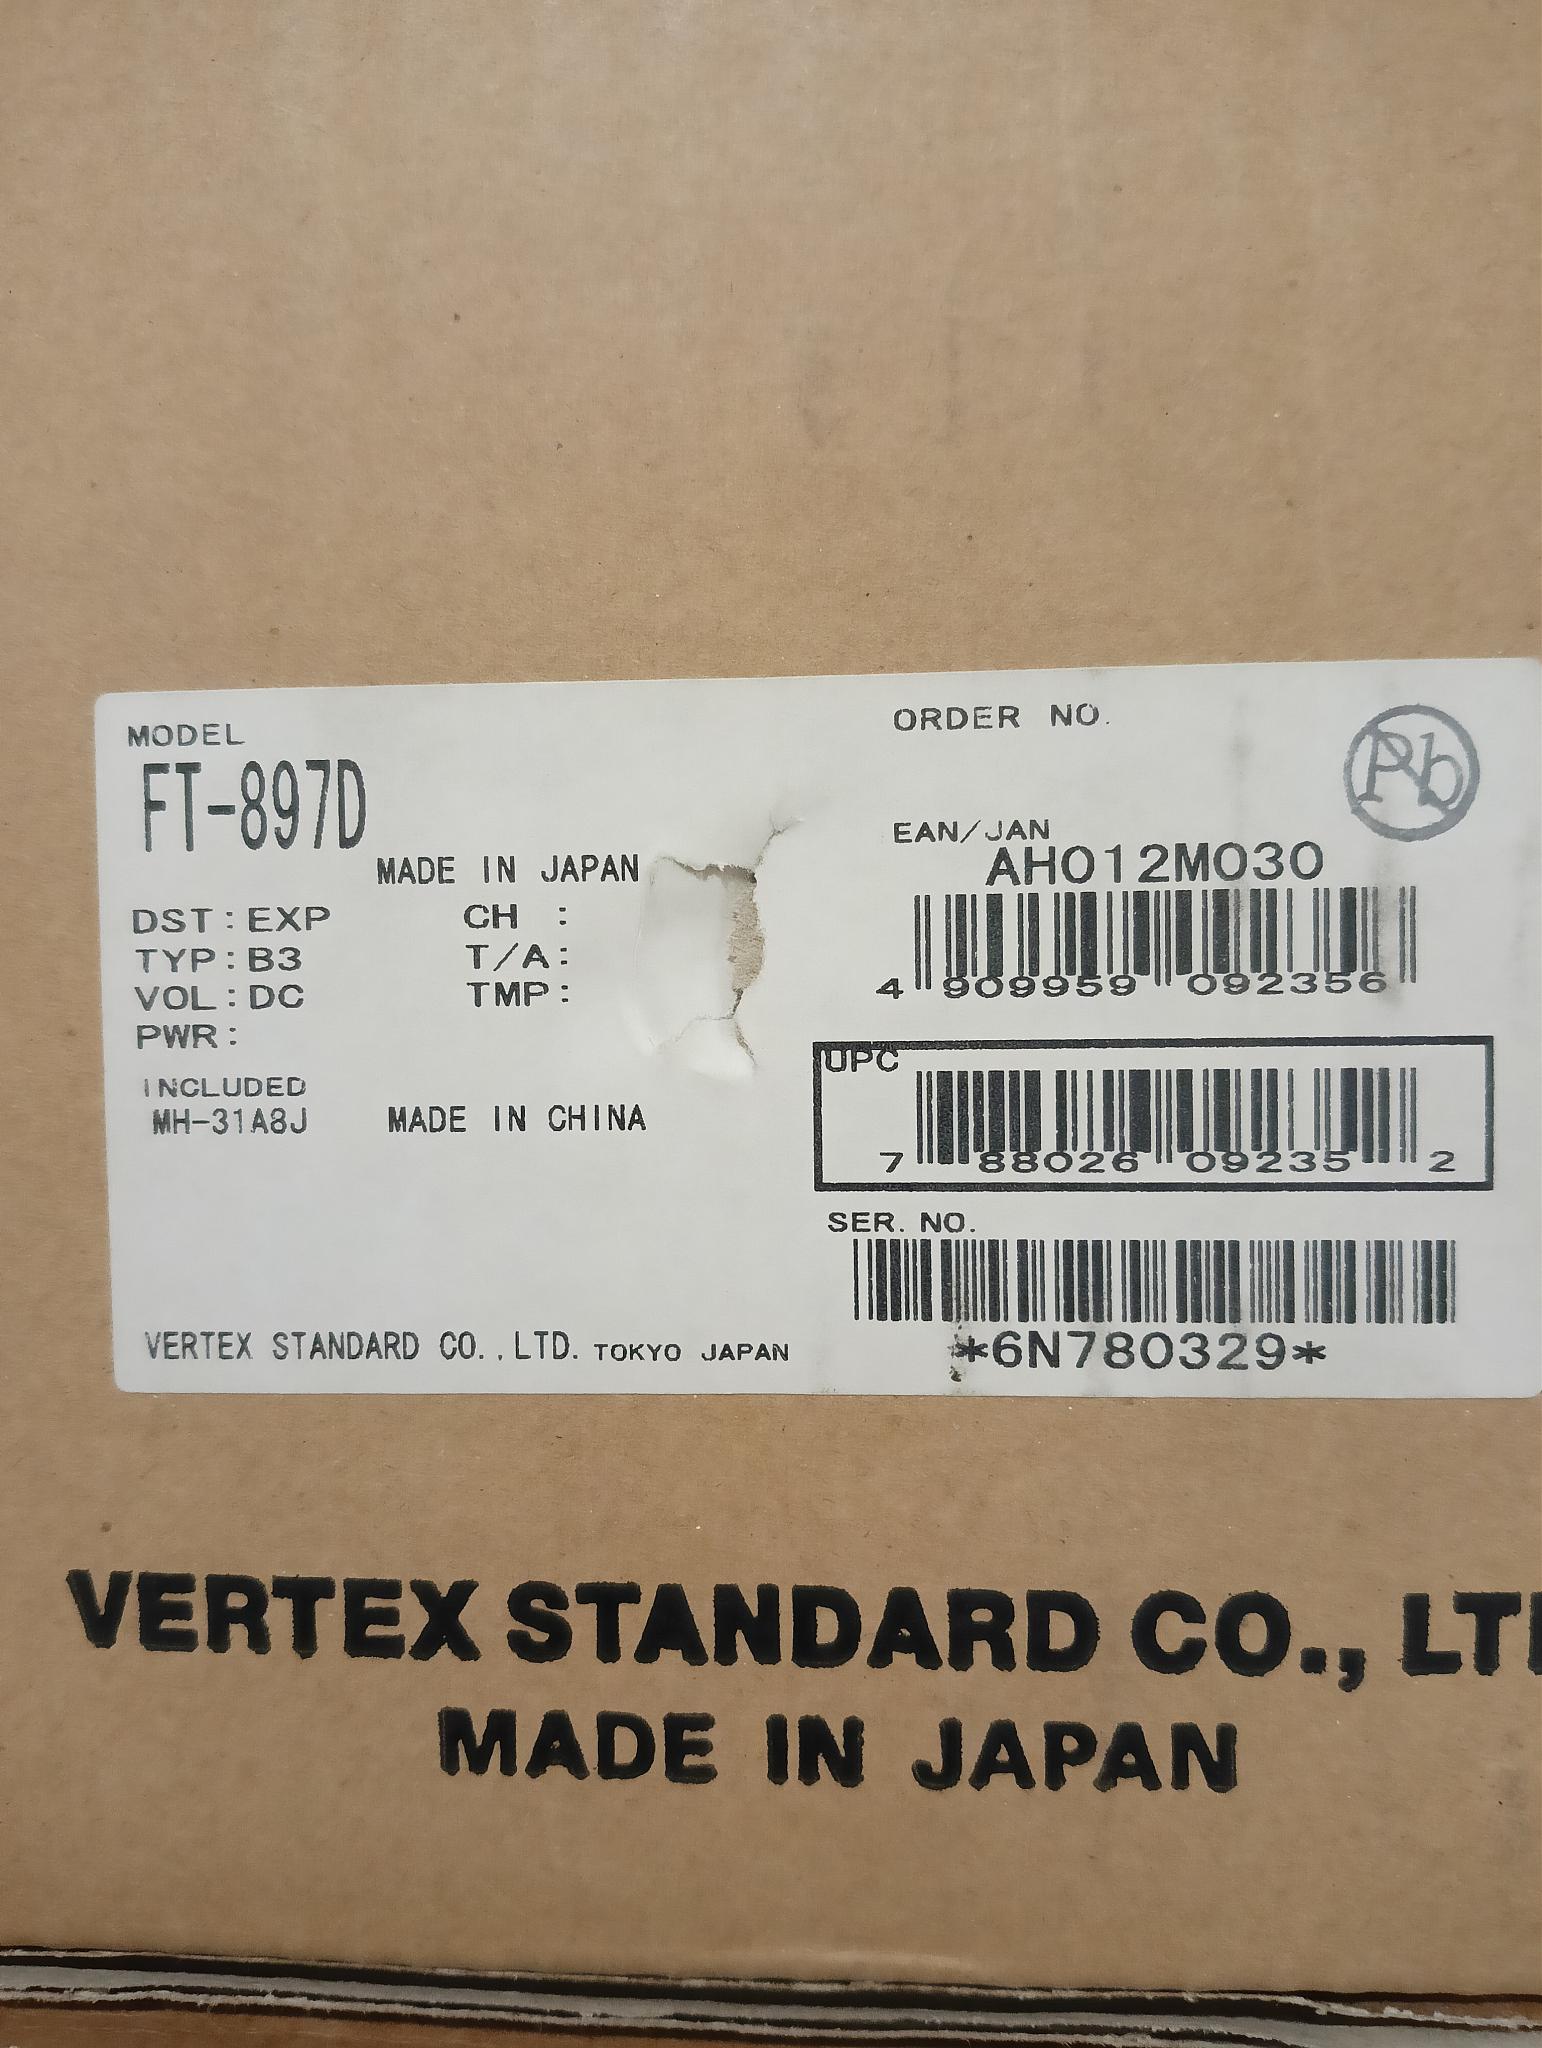 MODEL
FT-897D
MADE IN JAPAN
DST:EXP CH :
TYP:B3 T/A:
VOL:DC TMP:
PWR:
INCLUDED
MH-31A8J MADE IN CHINA
VERTEX STANDARD CO.,LTD. TOKYO JAPAN
ORDER NO.
Pb
EAN/JAN
AH012M030
4 909959 092356
UPC
7 88026 09235 2
SER. NO.
*6N780329*
VERTEX STANDARD CO., LT
MADE IN JAPAN